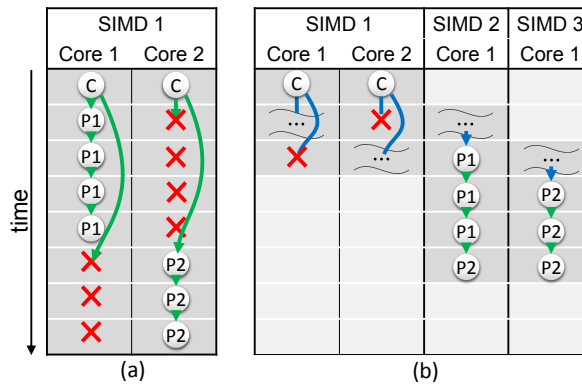 SIMD 1
Core 1 Core 2
time
C C
P1
P1
P1
P1
P2
P2
P2
(a)
SIMD 1 SIMD 2 SIMD 3
Core 1 Core 2 Core 1 Core 1
C C
... ...
P1 ...
... 
P1 P2
P1 P2
P2 P2
(b)